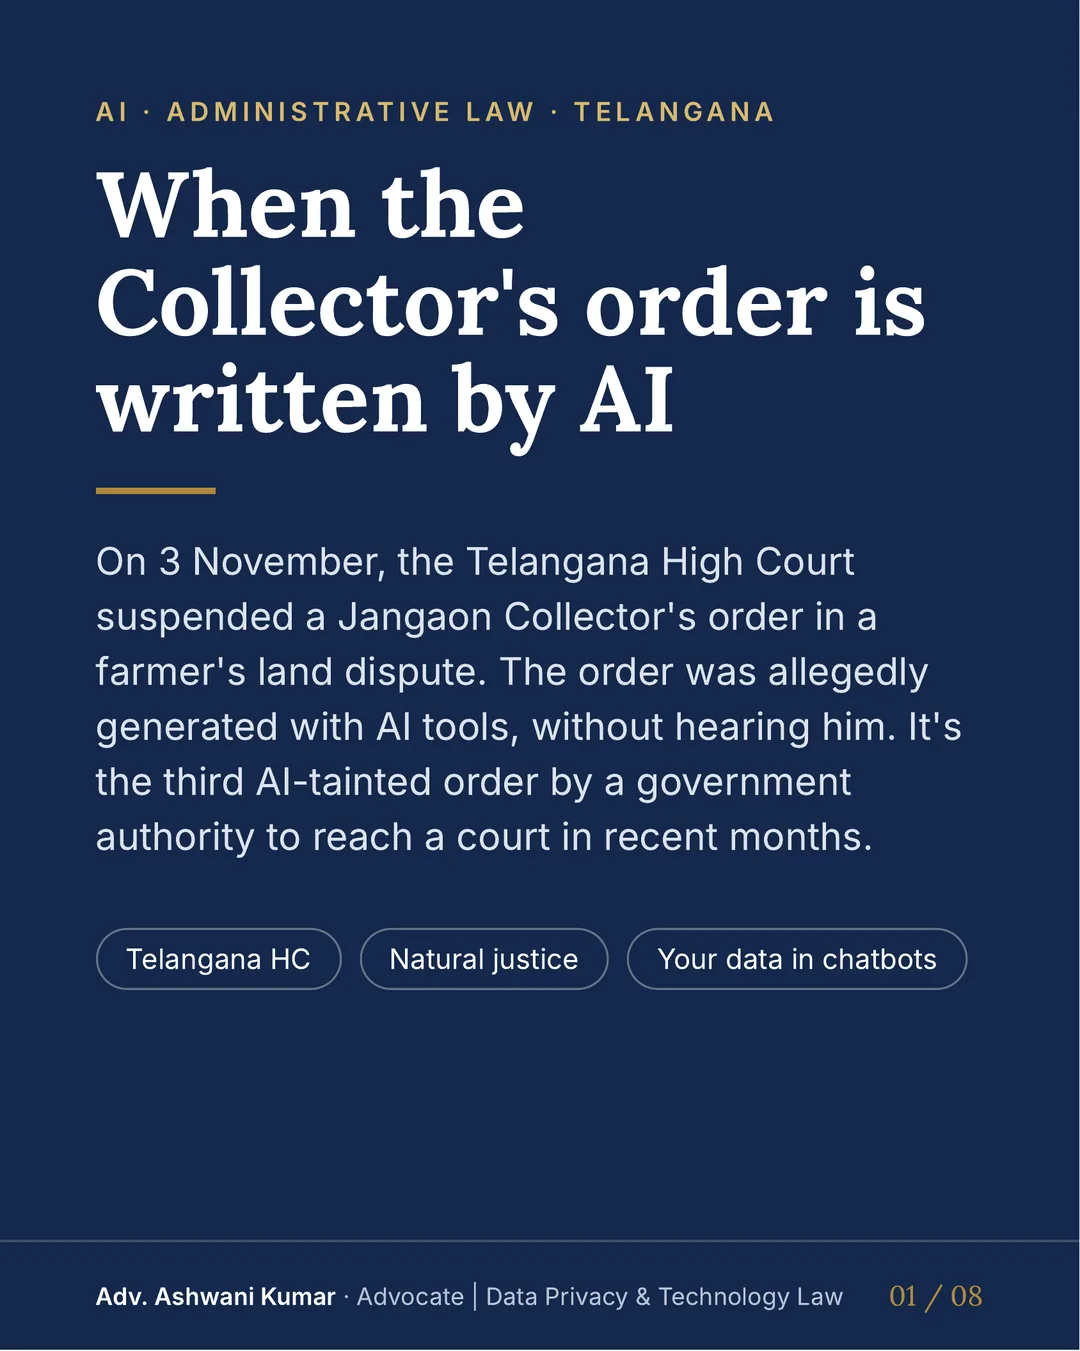 AI · ADMINISTRATIVE LAW · TELANGANA
When the
Collector's order is
written by AI
On 3 November, the Telangana High Court
suspended a Jangaon Collector's order in a
farmer's land dispute. The order was allegedly
generated with AI tools, without hearing him. It's
the third AI-tainted order by a government
authority to reach a court in recent months.
Telangana HC Natural justice Your data in chatbots
Adv. Ashwani Kumar · Advocate | Data Privacy & Technology Law 01 / 08